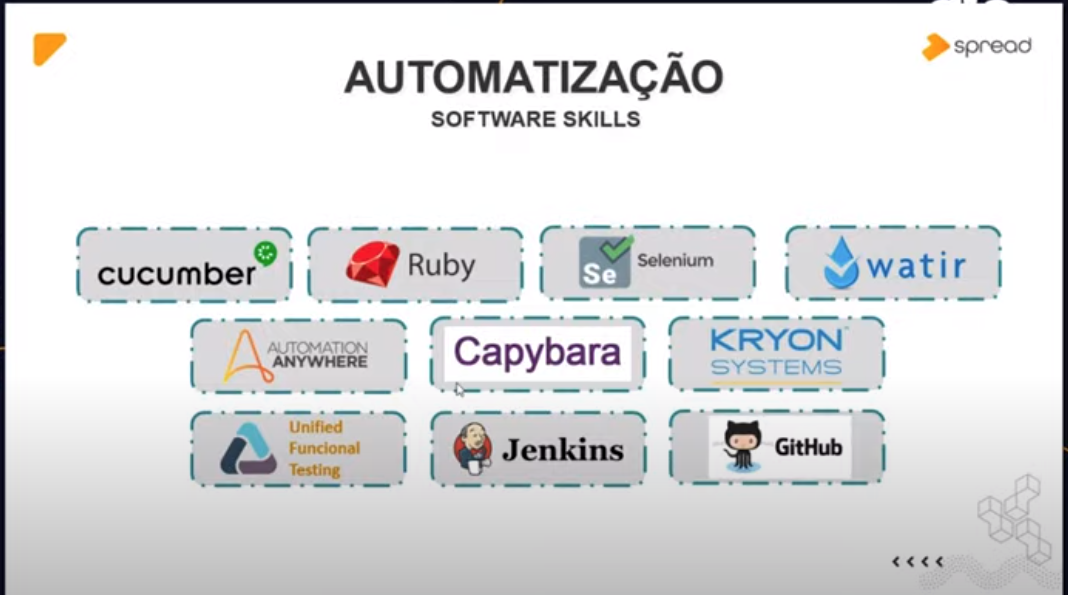 spread
AUTOMATIZAÇÃO
SOFTWARE SKILLS
cucumber
Ruby
Se Selenium
watir
AUTOMATION
ANYWHERE
Capybara
KRYON
SYSTEMS
Unified
Funcional
Testing
Jenkins
GitHub